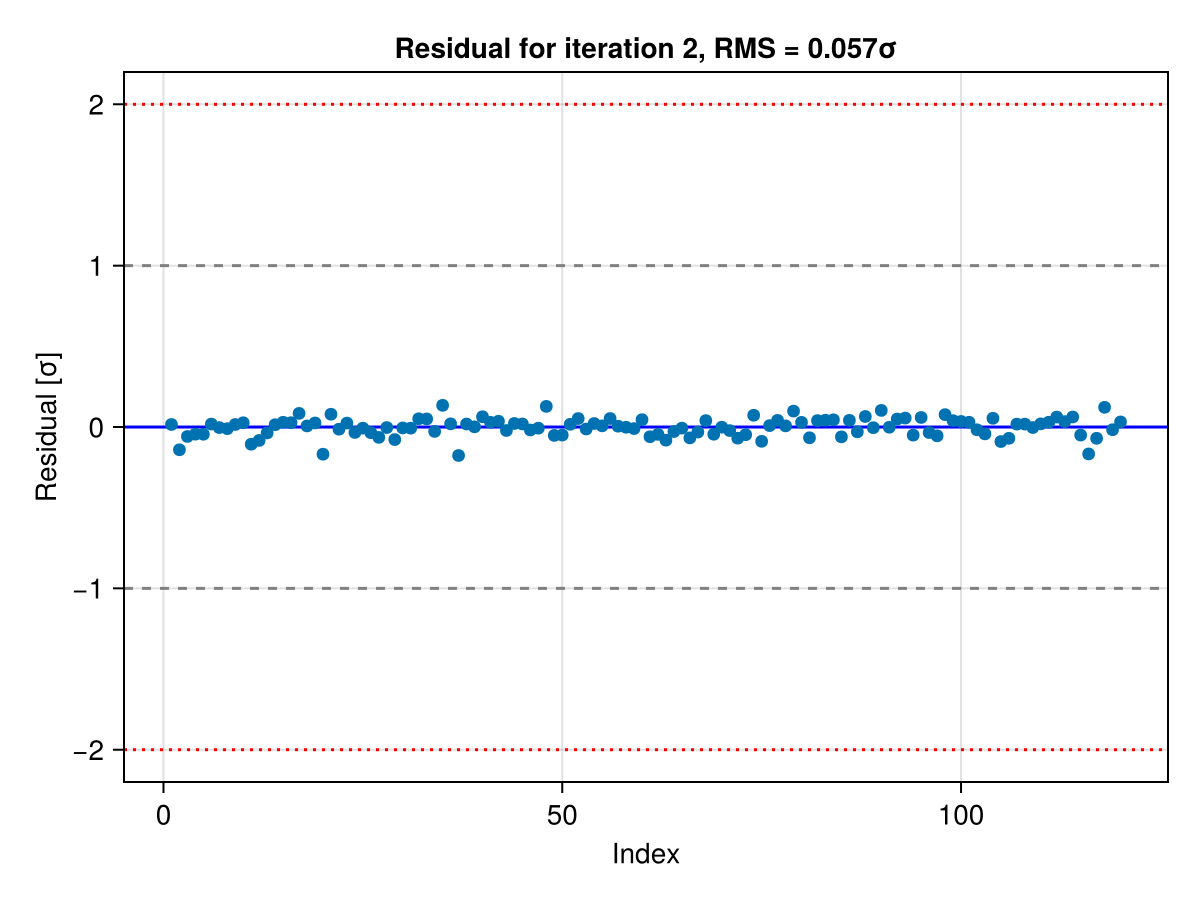 Residual for iteration 2, RMS = 0.057σ
Residual [σ]
2
1
0
−1
−2
0 50 100
Index